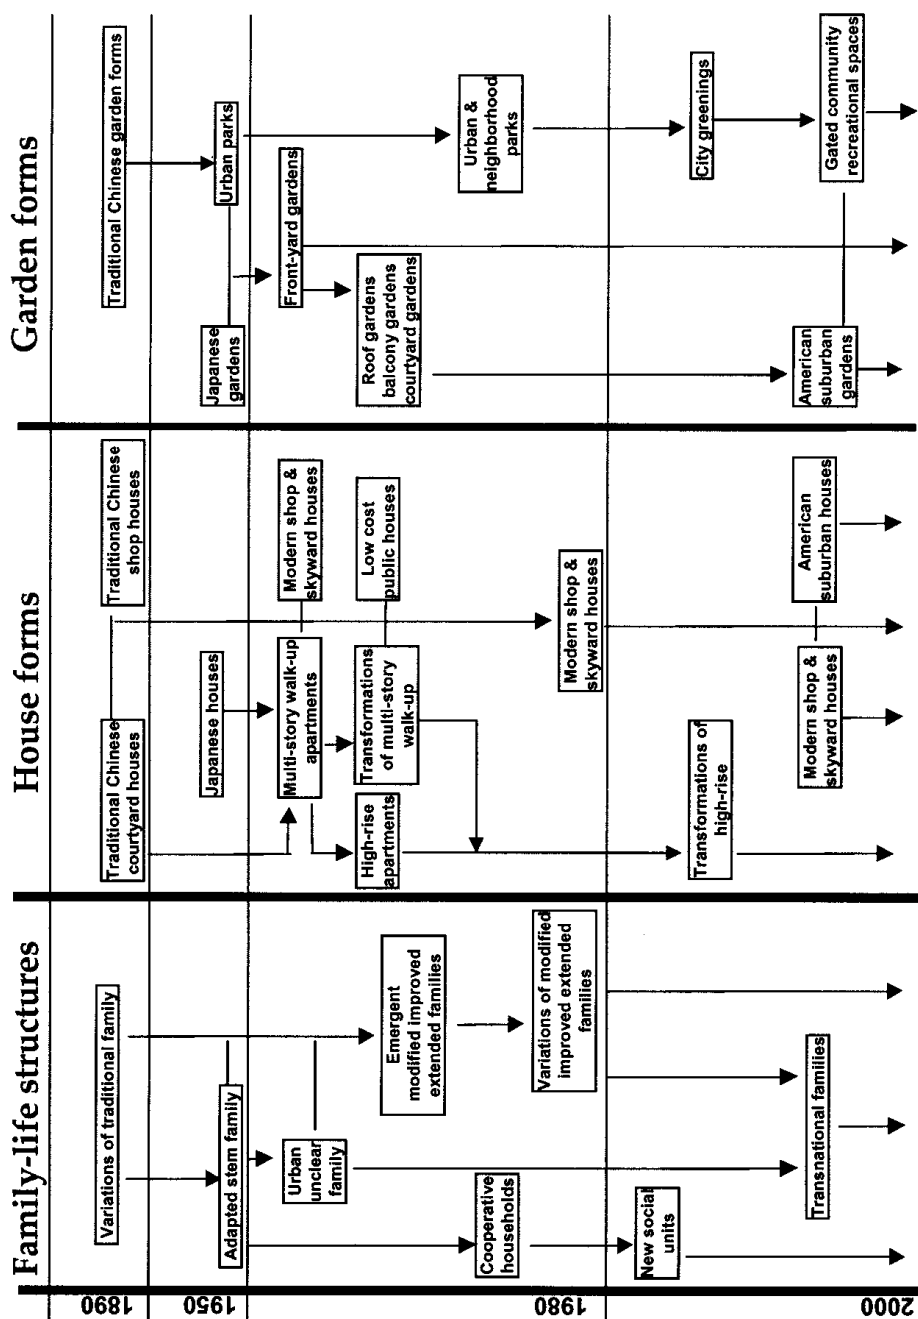 Family-life structures
Variations of traditional family
Adapted stem family
Urban
unclear
family
Emergent
modified improved
extended families
Cooperative
households
Variations of modified
improved extended
families
New social
units
Transnational families
House forms
Traditional Chinese
courtyard houses
Traditional Chinese
shop houses
Japanese houses
Multi-story walk-up
apartments
Modern shop &
skyward houses
High-rise
apartments
Transformations
of multi-story
walk-up
Low cost
public houses
Modern shop &
skyward houses
Transformations of
high-rise
Modern shop &
skyward houses
American
suburban houses
Garden forms
Traditional Chinese garden forms
Japanese
gardens
Urban parks
Front-yard gardens
Roof gardens
balcony gardens
courtyard gardens
Urban &
neighborhood
parks
City greenings
American
suburban
gardens
Gated community
recreational spaces
1890
1950
1980
2000